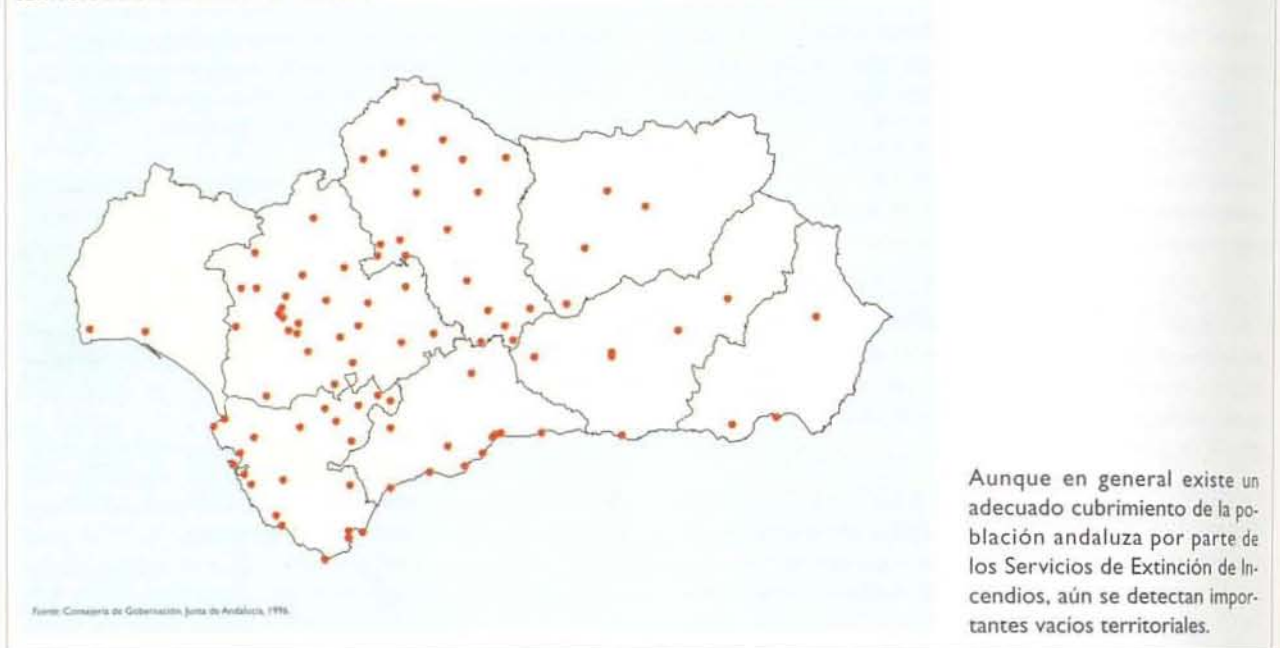 Aunque en general existe un
adecuado cubrimiento de la po-
blación andaluza por parte de
los Servicios de Extinción de In-
cendios, aún se detectan impor-
tantes vacíos territoriales.
Fuente: Consejería de Gobernación. Junta de Andalucía, 1996.